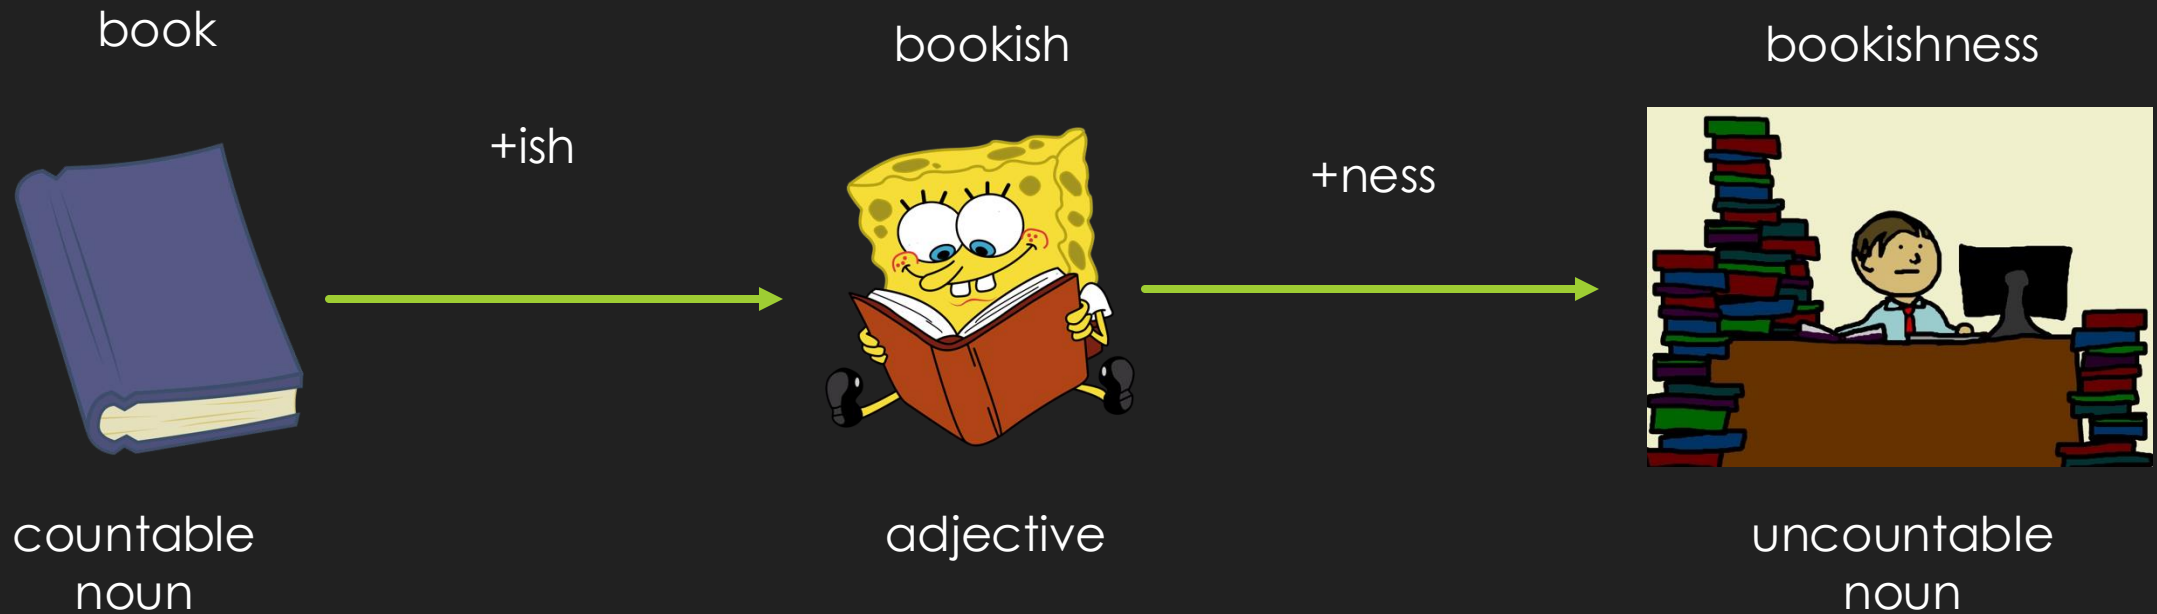 book
bookish
bookishness
+ish
+ness
countable
noun
adjective
uncountable
noun